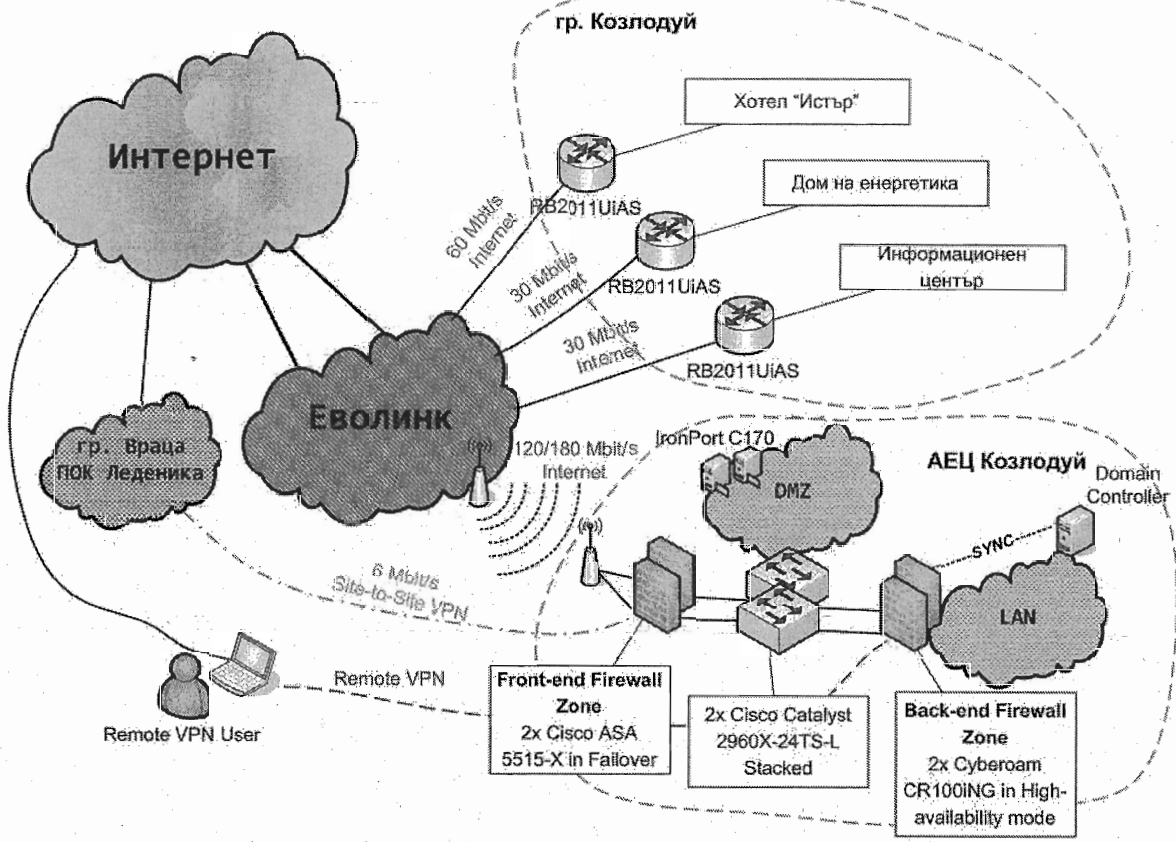 гр. Козлодуй
Хотел "Истър"
Интернет
RB2011UiAS
Дом на енергетика
60 Mbit/s
Internet
RB2011UiAS
30 Mbit/s
Internet
Информационен
център
30 Mbit/s
Internet
RB2011UiAS
Еволинк
гр. Враца
ПОК Леденика
120/180 Mbit/s
Internet
IronPort C170
DMZ
АЕЦ Козлодуй
Domain
Controller
SYNC
LAN
6 Mbit/s
Site-to-Site VPN
Remote VPN
Remote VPN User
Front-end Firewall
Zone
2x Cisco ASA
5515-X in Failover
2x Cisco Catalyst
2960X-24TS-L
Stacked
Back-end Firewall
Zone
2x Cyberoam
CR100iNG in High-
availability mode